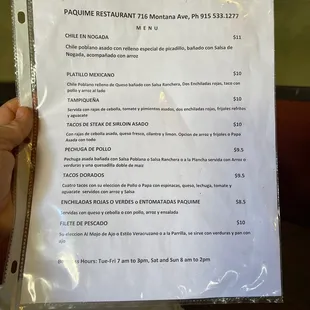 PAQUIME RESTAURANT 716 Montana Ave, Ph 915 533.1277
MENU
CHILE EN NOGADA $11
Chile poblano asado con relleno especial de picadillo, bañado con Salsa de
Nogada, acompañado con arroz
PLATILLO MEXICANO $10
Chile Poblano relleno de Queso bañado con Salsa Ranchera, Dos Enchiladas rojas, taco con
pollo y arroz al lado
TAMPIQUEÑA $10
Servida con rajas de cebolla, tomate y pimientos asados, dos enchiladas rojas, frijoles refritos
y aguacate
TACOS DE STEAK DE SIRLOIN ASADO $10
Con rajas de cebolla asada, queso fresco, cilantro y limon. Opcion de arroz y frijoles o Papa
Asada con todo
PECHUGA DE POLLO $9.5
Pechuga asada bañada con Salsa Poblana o Salsa Ranchera o a la Plancha servida con Arroz o
verduras y una quesadilla doble de maiz
TACOS DORADOS $9.5
Cuatro tacos con su eleccion de Pollo o Papa con espinacas, queso, lechuga, tomate y
aguacate servidos con arroz y Salsa
ENCHILADAS ROJAS O VERDES o ENTOMATADAS PAQUIME $8.5
Servidas con queso y cebolla o con pollo, arroz y ensalada
FILETE DE PESCADO $10
Su eleccion Al Mojo de Ajo o Estilo Veracruzano o a la Parrilla, se sirve con verduras y pan con
ajo
Hours: Tue-Fri 7 am to 3pm, Sat and Sun 8 am to 2pm